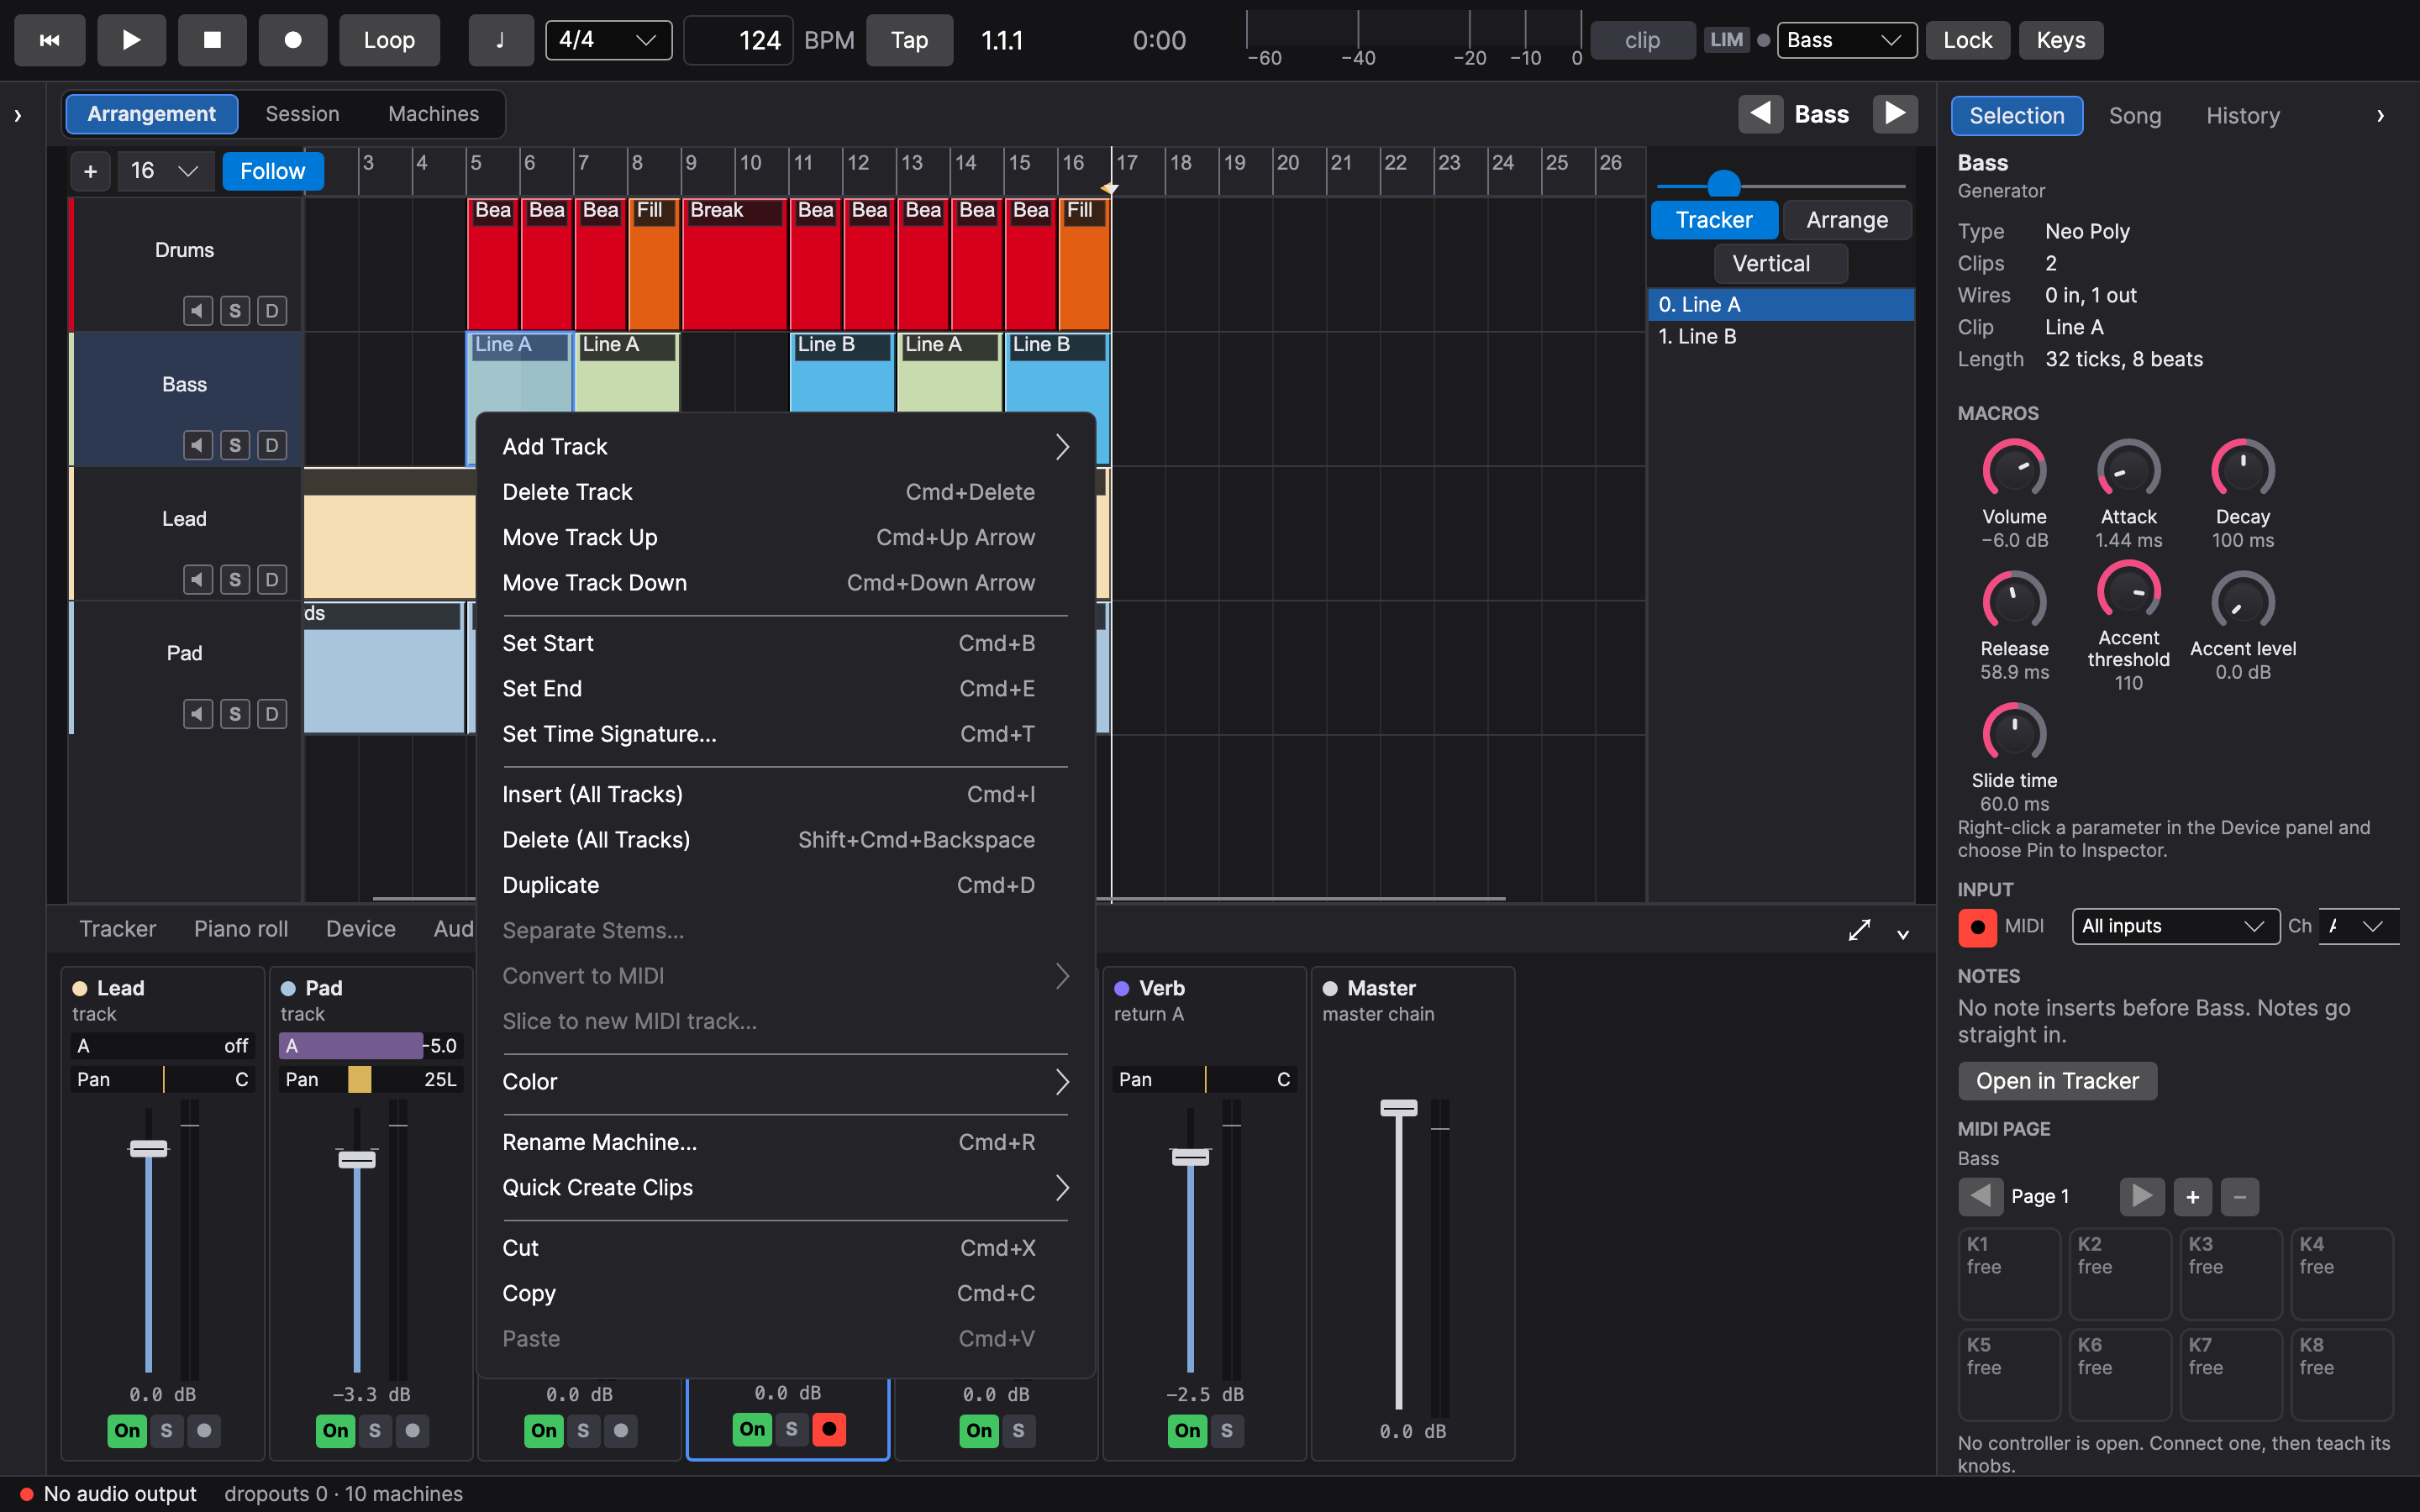 Loop
4/4
124 BPM
Tap
1.1.1
0:00
−60 −40 −20 −10 0
clip
LIM
Bass
Lock
Keys
Arrangement Session Machines
Bass
Selection Song History
+ 16 Follow
3 4 5 6 7 8 9 10 11 12 13 14 15 16 17 18 19 20 21 22 23 24 25 26
Drums
S D
Bea Bea Bea Fill Break Bea Bea Bea Bea Bea Fill
Bass
S D
Line A Line A Line B Line A Line B
Lead
S D
Pad
S D
ds
Tracker Arrange
Vertical
0. Line A
1. Line B
Add Track
Delete Track Cmd+Delete
Move Track Up Cmd+Up Arrow
Move Track Down Cmd+Down Arrow
Set Start Cmd+B
Set End Cmd+E
Set Time Signature... Cmd+T
Insert (All Tracks) Cmd+I
Delete (All Tracks) Shift+Cmd+Backspace
Duplicate Cmd+D
Separate Stems...
Convert to MIDI
Slice to new MIDI track...
Color
Rename Machine... Cmd+R
Quick Create Clips
Cut Cmd+X
Copy Cmd+C
Paste Cmd+V
Bass
Generator
Type Neo Poly
Clips 2
Wires 0 in, 1 out
Clip Line A
Length 32 ticks, 8 beats
MACROS
Volume Attack Decay
−6.0 dB 1.44 ms 100 ms
Release Accent threshold Accent level
58.9 ms 110 0.0 dB
Slide time
60.0 ms
Right-click a parameter in the Device panel and
choose Pin to Inspector.
INPUT
MIDI All inputs Ch
NOTES
No note inserts before Bass. Notes go
straight in.
Open in Tracker
MIDI PAGE
Bass
Page 1 + −
K1 K2 K3 K4
free free free free
K5 K6 K7 K8
free free free free
No controller is open. Connect one, then teach its
knobs.
Tracker Piano roll Device Aud
Lead
track
A off
Pan C
0.0 dB
On S
Pad
track
A -5.0
Pan 25L
−3.3 dB
On S
0.0 dB
On S
0.0 dB
On S
0.0 dB
On S
Verb
return A
Pan C
−2.5 dB
On S
Master
master chain
0.0 dB
No audio output dropouts 0 · 10 machines